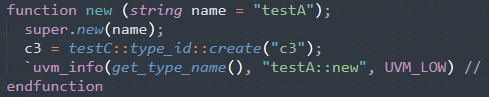 function new (string name = "testA");
super.new(name);
c3 = testC::type_id::create("c3");
`uvm_info(get_type_name(), "testA::new", UVM_LOW) //
endfunction